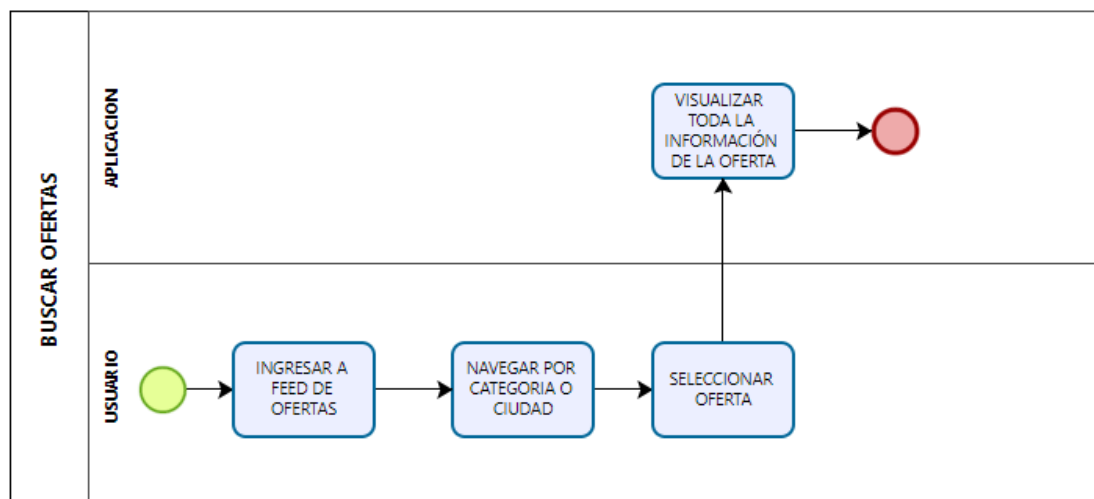 BUSCAR OFERTAS
APLICACION
VISUALIZAR
TODA LA
INFORMACIÓN
DE LA OFERTA
USUARIO
INGRESAR A
FEED DE
OFERTAS
NAVEGAR POR
CATEGORIA O
CIUDAD
SELECCIONAR
OFERTA